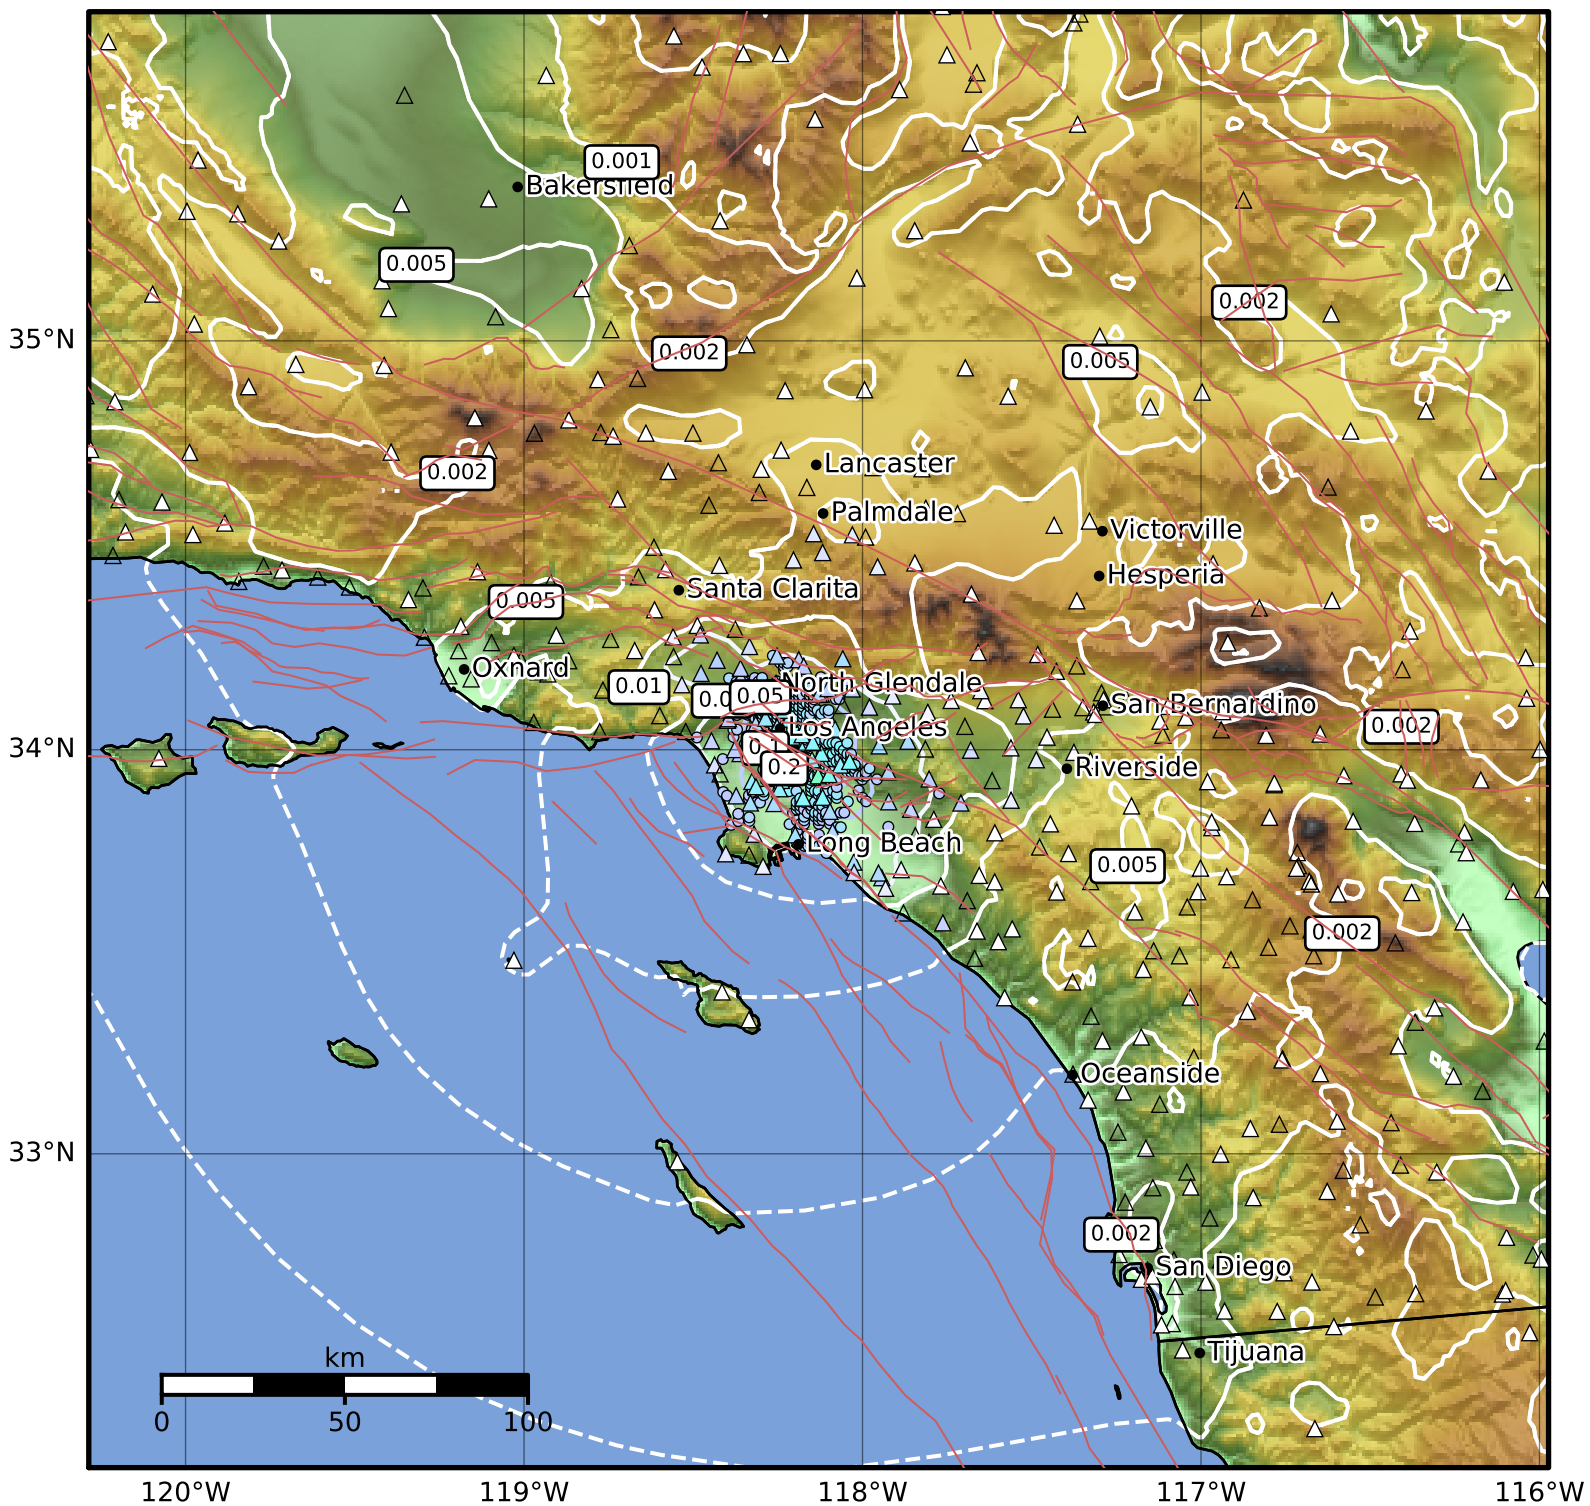 0.001
Bakersfield
0.005
0.002
35°N
0.002
0.005
Lancaster
0.002
Palmdale
Victorville
Hesperia
Santa Clarita
0.005
Oxnard
0.01
0.05
North Glendale
San Bernardino
Los Angeles
0.002
34°N
0.2
Riverside
Long Beach
0.005
0.002
Oceanside
33°N
0.002
San Diego
Tijuana
km
0 50 100
120°W 119°W 118°W 117°W 116°W